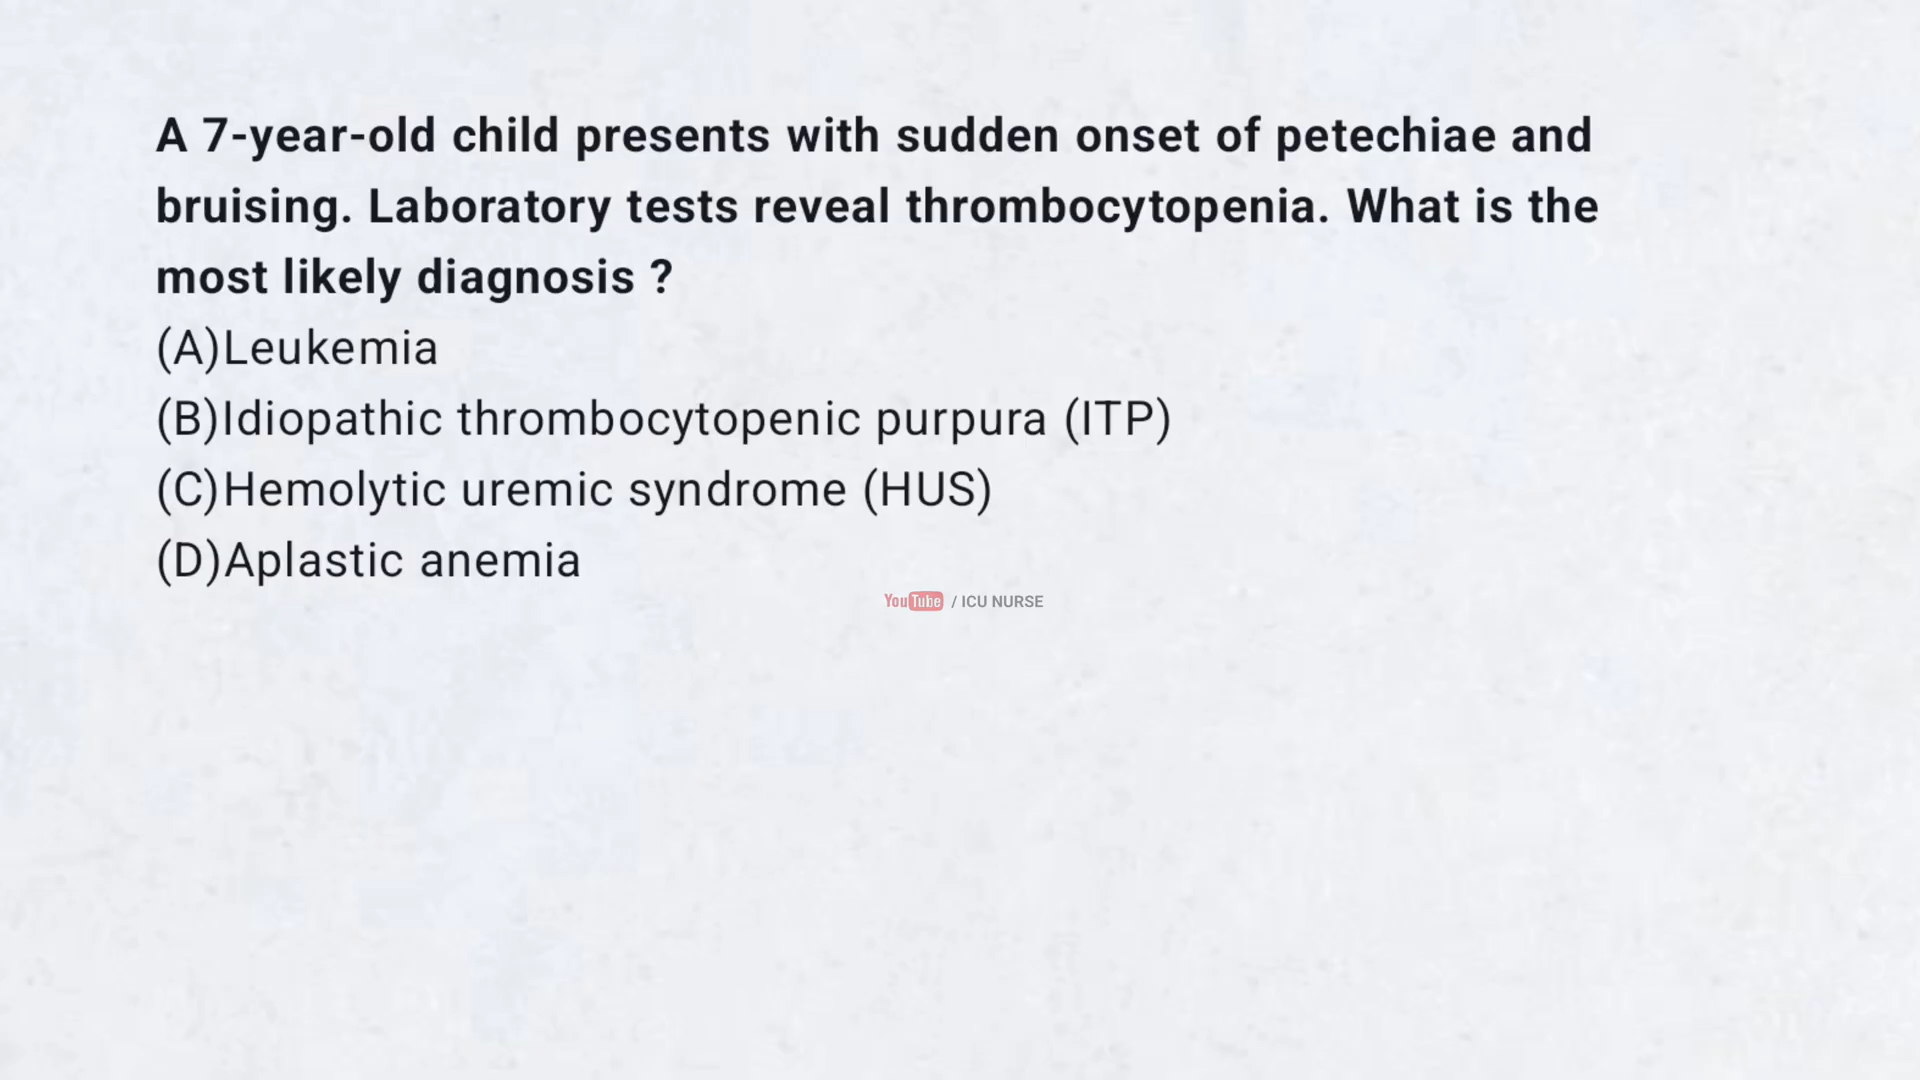 A 7-year-old child presents with sudden onset of petechiae and
bruising. Laboratory tests reveal thrombocytopenia. What is the
most likely diagnosis ?
(A)Leukemia
(B)Idiopathic thrombocytopenic purpura (ITP)
(C)Hemolytic uremic syndrome (HUS)
(D)Aplastic anemia
YouTube / ICU NURSE